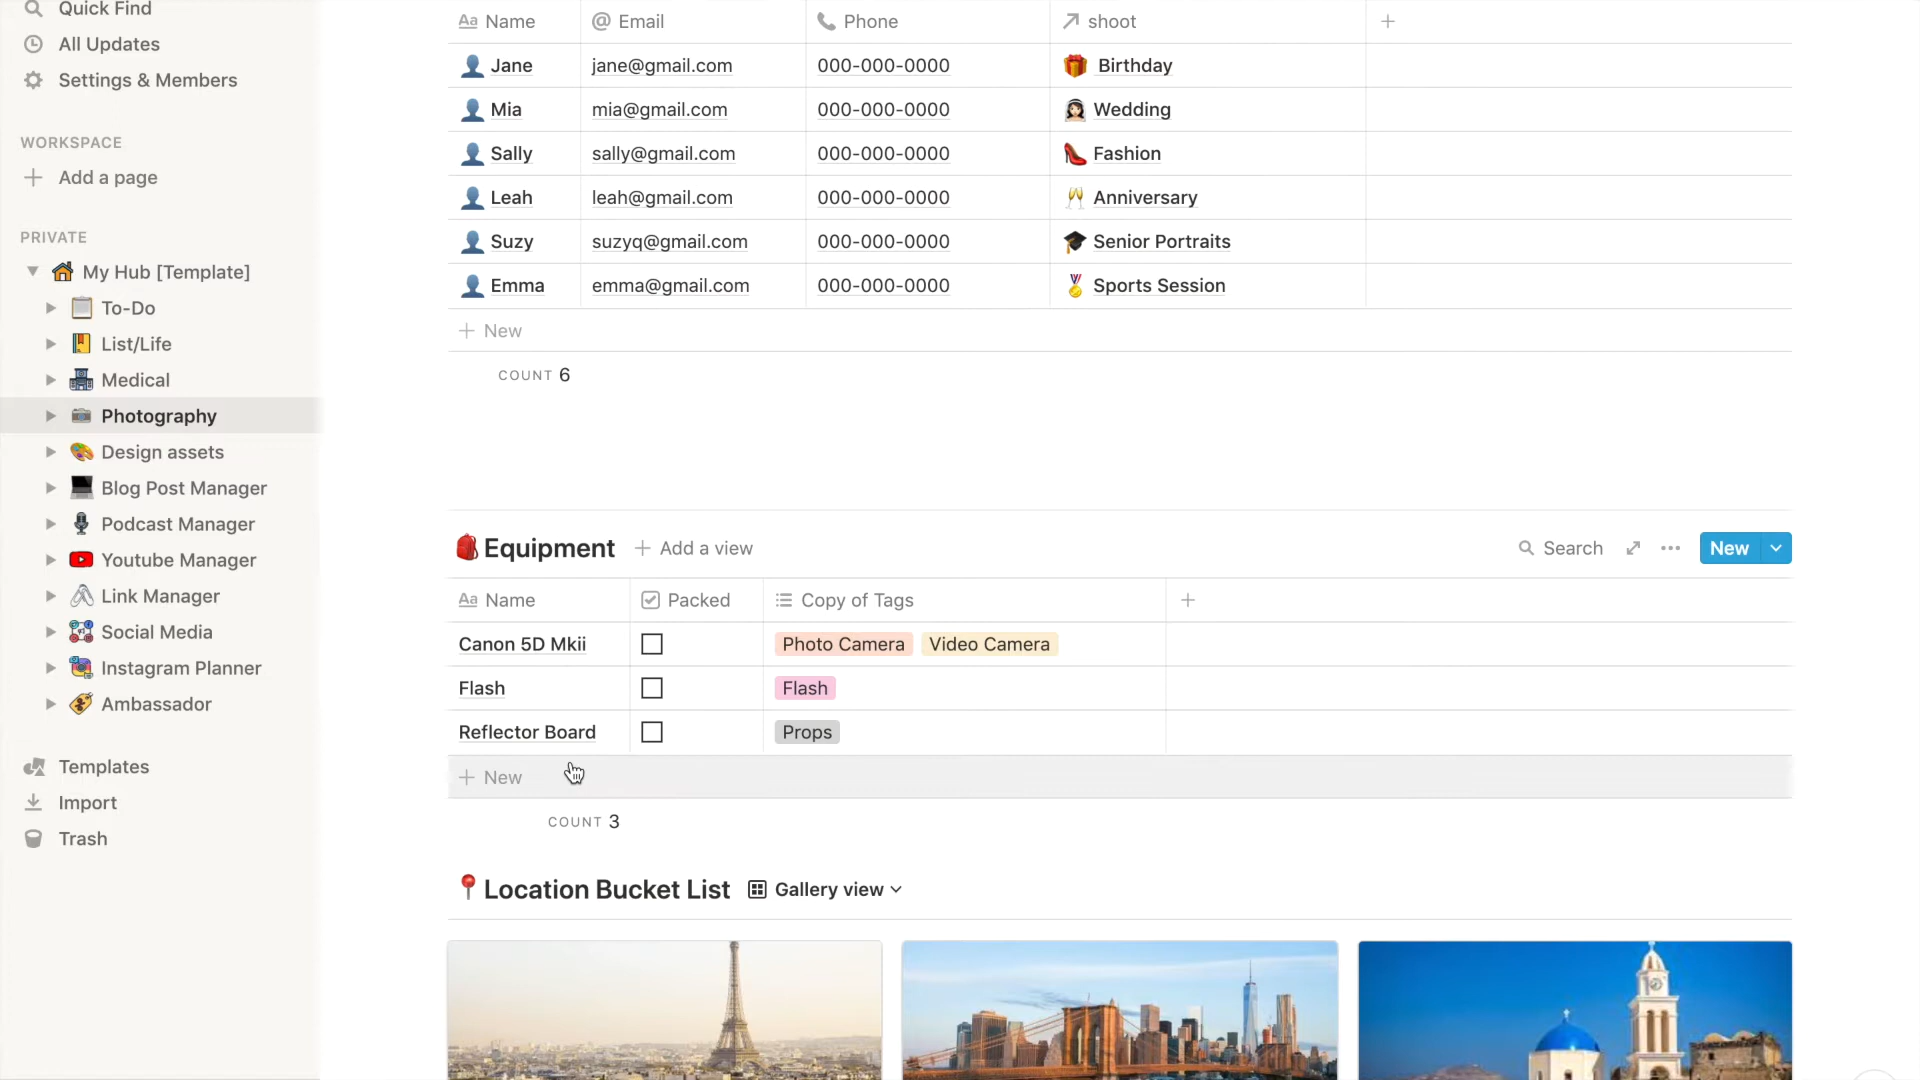 Quick Find
All Updates
Settings & Members
WORKSPACE
Add a page
PRIVATE
My Hub [Template]
To-Do
List/Life
Medical
Photography
Design assets
Blog Post Manager
Podcast Manager
Youtube Manager
Link Manager
Social Media
Instagram Planner
Ambassador
Templates
Import
Trash
Aa Name @ Email Phone shoot +
Jane jane@gmail.com 000-000-0000 Birthday
Mia mia@gmail.com 000-000-0000 Wedding
Sally sally@gmail.com 000-000-0000 Fashion
Leah leah@gmail.com 000-000-0000 Anniversary
Suzy suzyq@gmail.com 000-000-0000 Senior Portraits
Emma emma@gmail.com 000-000-0000 Sports Session
+ New
COUNT 6
Equipment + Add a view Search New
Aa Name Packed Copy of Tags +
Canon 5D Mkii Photo Camera Video Camera
Flash Flash
Reflector Board Props
+ New
COUNT 3
Location Bucket List Gallery view